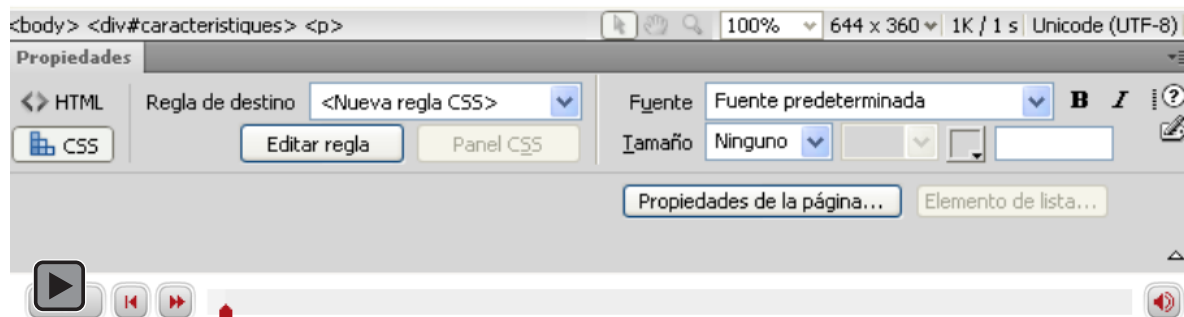 <body> <div#caracteristiques> <p> 100% 644 x 360 1K / 1 s Unicode (UTF-8)
Propiedades
<> HTML Regla de destino <Nueva regla CSS> Fuente Fuente predeterminada B I ?
CSS Editar regla Panel CSS Tamaño Ninguno
Propiedades de la página... Elemento de lista...